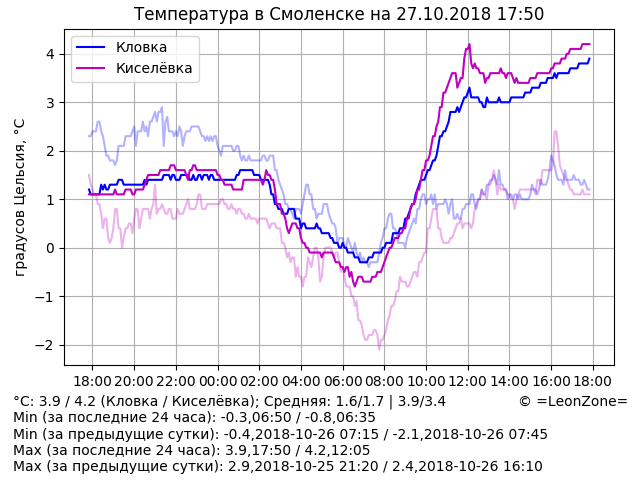 Температура в Смоленске на 27.10.2018 17:50
Кловка
Киселёвка
градусов Цельсия, °C
4
3
2
1
0
−1
−2
18:00 20:00 22:00 00:00 02:00 04:00 06:00 08:00 10:00 12:00 14:00 16:00 18:00
°C: 3.9 / 4.2 (Кловка / Киселёвка); Средняя: 1.6/1.7 | 3.9/3.4 © =LeonZone=
Min (за последние 24 часа): -0.3,06:50 / -0.8,06:35
Min (за предыдущие сутки): -0.4,2018-10-26 07:15 / -2.1,2018-10-26 07:45
Max (за последние 24 часа): 3.9,17:50 / 4.2,12:05
Max (за предыдущие сутки): 2.9,2018-10-25 21:20 / 2.4,2018-10-26 16:10